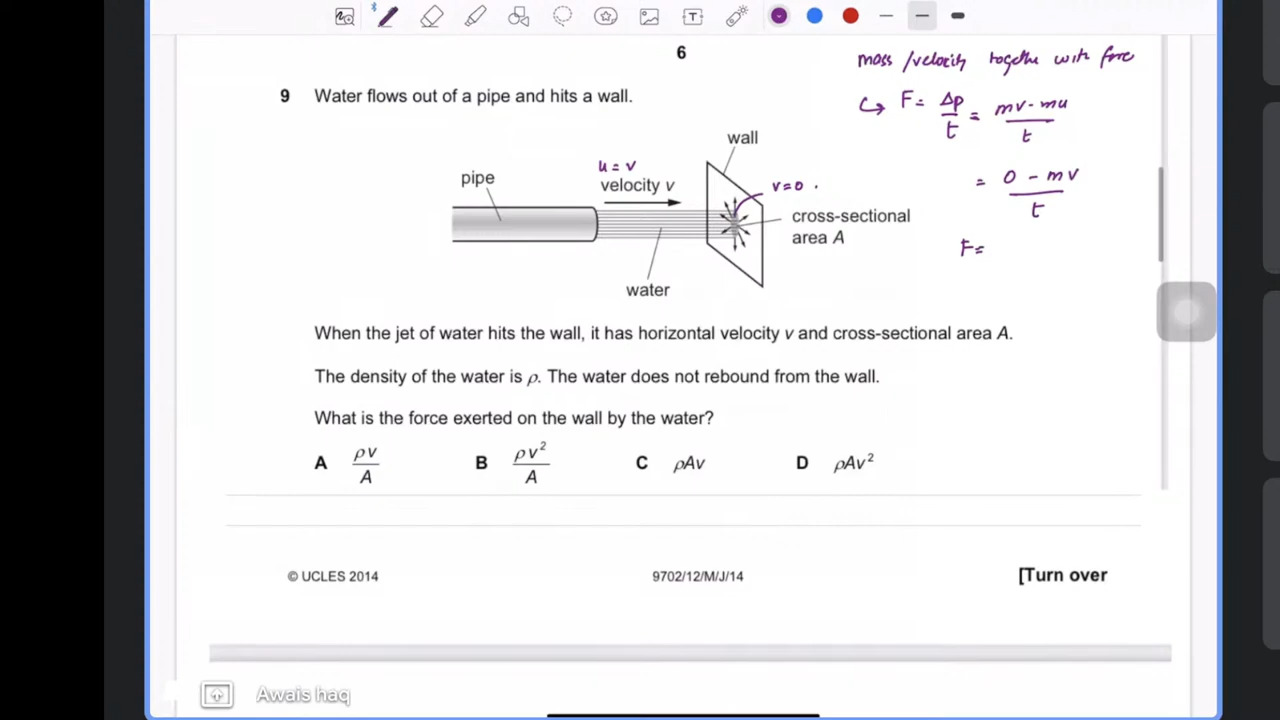 6
mass /velocity together with force
9 Water flows out of a pipe and hits a wall.
↳ F = Δp/t = mv - mu/t
wall
u = v
pipe
velocity v
v=0
= 0 - mv/t
cross-sectional
area A
F=
water
When the jet of water hits the wall, it has horizontal velocity v and cross-sectional area A.
The density of the water is ρ. The water does not rebound from the wall.
What is the force exerted on the wall by the water?
A ρv/A B ρv²/A C ρAv D ρAv²
© UCLES 2014 9702/12/M/J/14 [Turn over
Awais haq